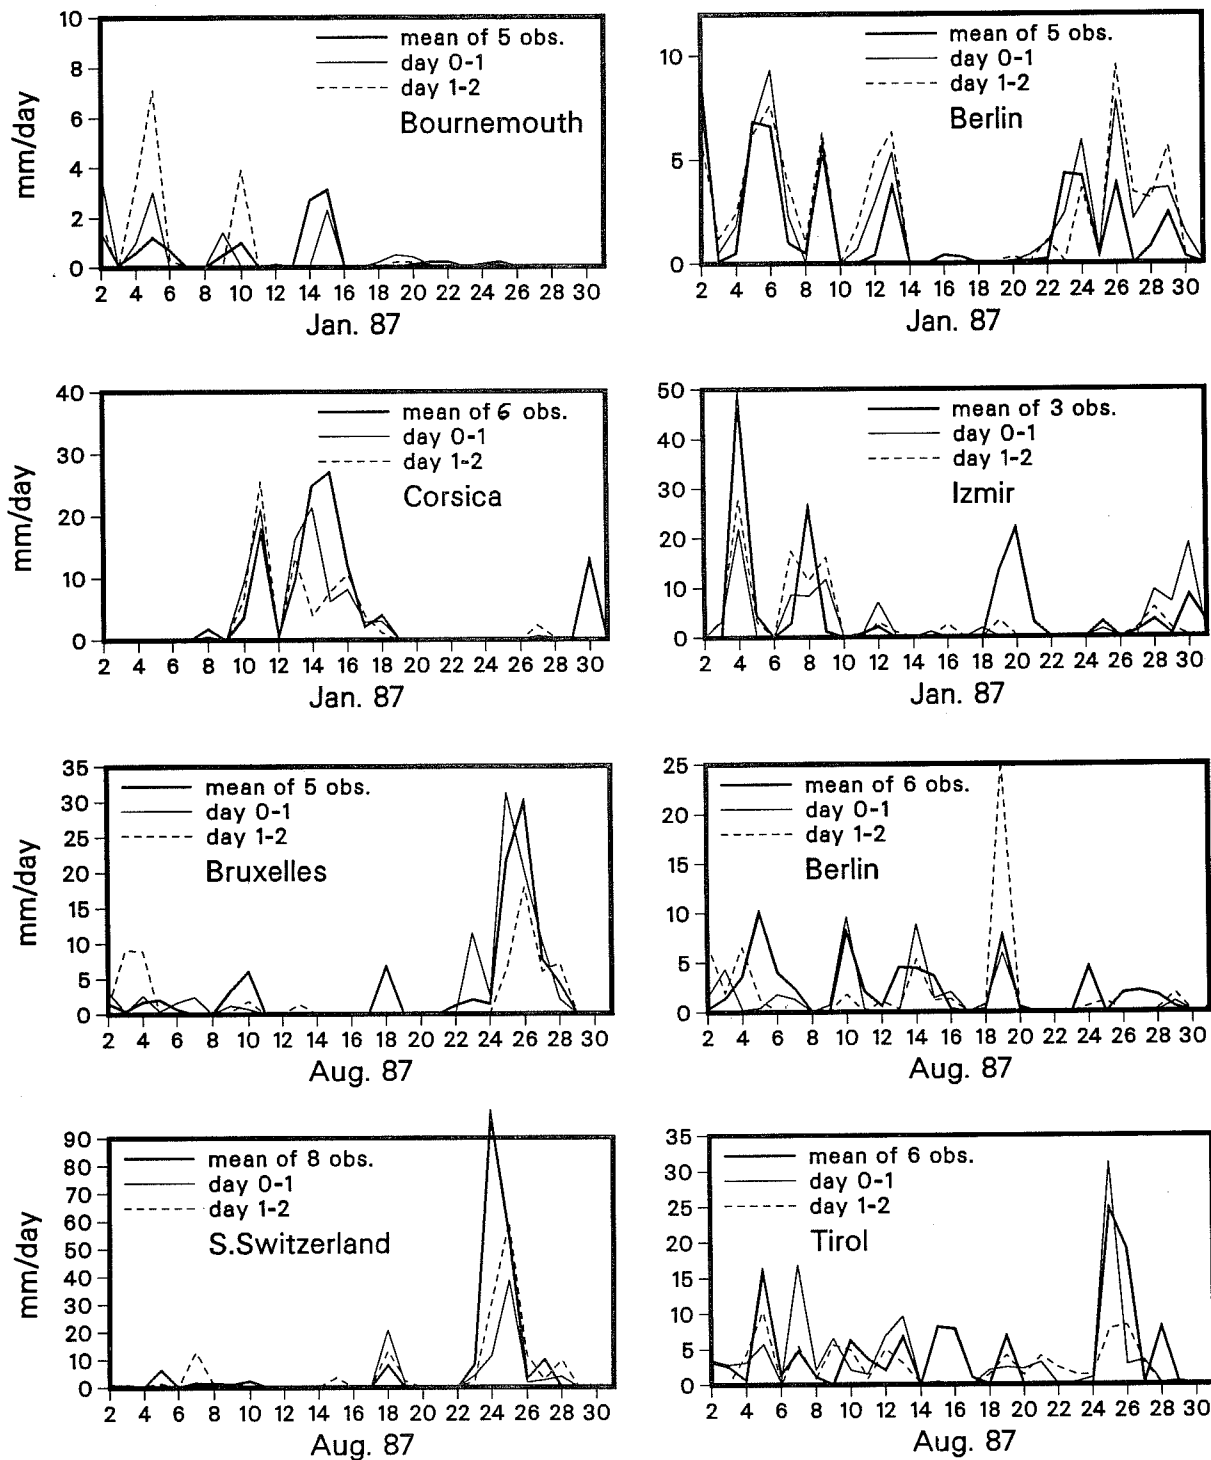 10
8
6
4
2
0
mm/day
mean of 5 obs.
day 0-1
day 1-2
Bournemouth
2 4 6 8 10 12 14 16 18 20 22 24 26 28 30
Jan. 87
10
5
0
mean of 5 obs.
day 0-1
day 1-2
Berlin
2 4 6 8 10 12 14 16 18 20 22 24 26 28 30
Jan. 87
40
30
20
10
0
mm/day
mean of 6 obs.
day 0-1
day 1-2
Corsica
2 4 6 8 10 12 14 16 18 20 22 24 26 28 30
Jan. 87
50
40
30
20
10
0
mean of 3 obs.
day 0-1
day 1-2
Izmir
2 4 6 8 10 12 14 16 18 20 22 24 26 28 30
Jan. 87
35
30
25
20
15
10
5
0
mm/day
mean of 5 obs.
day 0-1
day 1-2
Bruxelles
2 4 6 8 10 12 14 16 18 20 22 24 26 28 30
Aug. 87
25
20
15
10
5
0
mean of 6 obs.
day 0-1
day 1-2
Berlin
2 4 6 8 10 12 14 16 18 20 22 24 26 28 30
Aug. 87
90
80
70
60
50
40
30
20
10
0
mm/day
mean of 8 obs.
day 0-1
day 1-2
S.Switzerland
2 4 6 8 10 12 14 16 18 20 22 24 26 28 30
Aug. 87
35
30
25
20
15
10
5
0
mean of 6 obs.
day 0-1
day 1-2
Tirol
2 4 6 8 10 12 14 16 18 20 22 24 26 28 30
Aug. 87